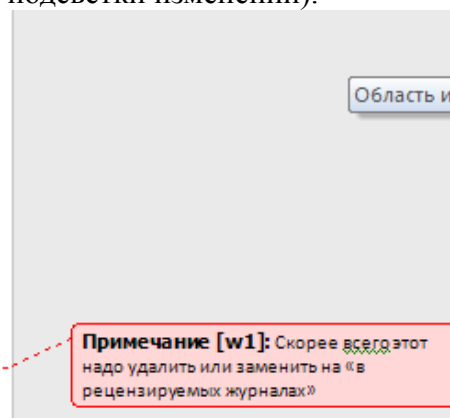 подсветки изменений).
Область и
Примечание [w1]: Скорее всего этот
надо удалить или заменить на «в
рецензируемых журналах»